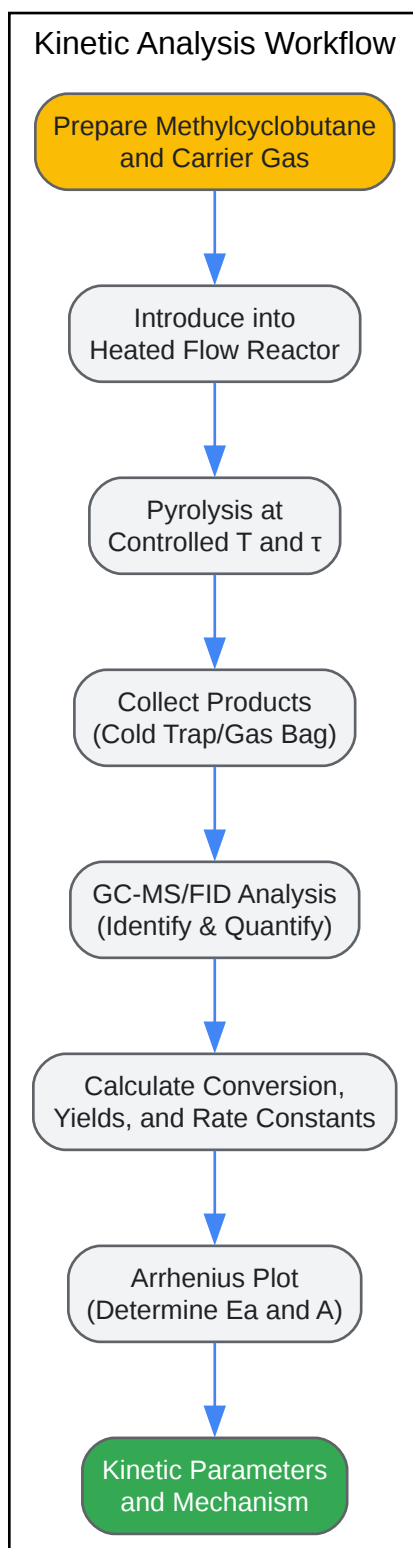 Kinetic Analysis Workflow
Prepare Methylcyclobutane
and Carrier Gas
Introduce into
Heated Flow Reactor
Pyrolysis at
Controlled T and τ
Collect Products
(Cold Trap/Gas Bag)
GC-MS/FID Analysis
(Identify & Quantify)
Calculate Conversion,
Yields, and Rate Constants
Arrhenius Plot
(Determine Ea and A)
Kinetic Parameters
and Mechanism